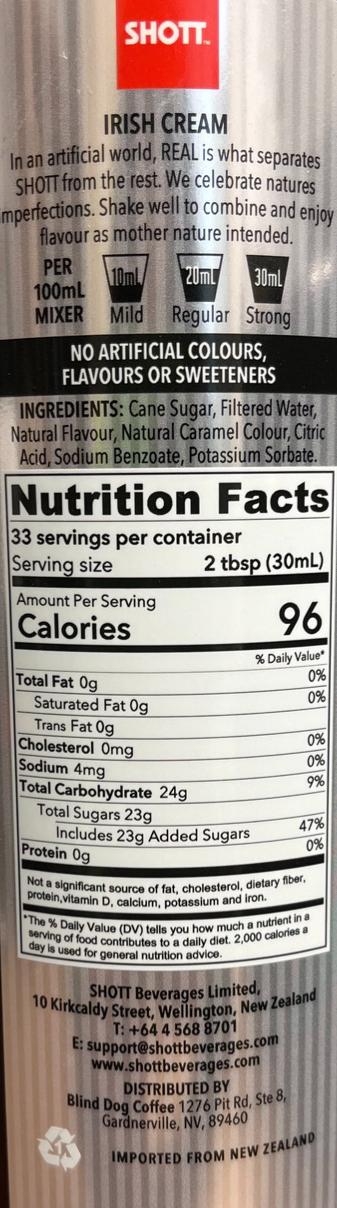 SHOTT™
IRISH CREAM
In an artificial world, REAL is what separates
SHOTT from the rest. We celebrate natures
imperfections. Shake well to combine and enjoy
flavour as mother nature intended.
PER
100mL
MIXER
10mL
Mild
20mL
Regular
30mL
Strong
NO ARTIFICIAL COLOURS,
FLAVOURS OR SWEETENERS
INGREDIENTS: Cane Sugar, Filtered Water,
Natural Flavour, Natural Caramel Colour, Citric
Acid, Sodium Benzoate, Potassium Sorbate.
Nutrition Facts
33 servings per container
Serving size 2 tbsp (30mL)
Amount Per Serving
Calories 96
% Daily Value*
Total Fat 0g 0%
Saturated Fat 0g 0%
Trans Fat 0g
Cholesterol 0mg 0%
Sodium 4mg 0%
Total Carbohydrate 24g 9%
Total Sugars 23g
Includes 23g Added Sugars 47%
Protein 0g 0%
Not a significant source of fat, cholesterol, dietary fiber,
protein,vitamin D, calcium, potassium and iron.
*The % Daily Value (DV) tells you how much a nutrient in a
serving of food contributes to a daily diet. 2,000 calories a
day is used for general nutrition advice.
SHOTT Beverages Limited,
10 Kirkcaldy Street, Wellington, New Zealand
T: +64 4 568 8701
E: support@shottbeverages.com
www.shottbeverages.com
DISTRIBUTED BY
Blind Dog Coffee 1276 Pit Rd, Ste 8,
Gardnerville, NV, 89460
IMPORTED FROM NEW ZEALAND